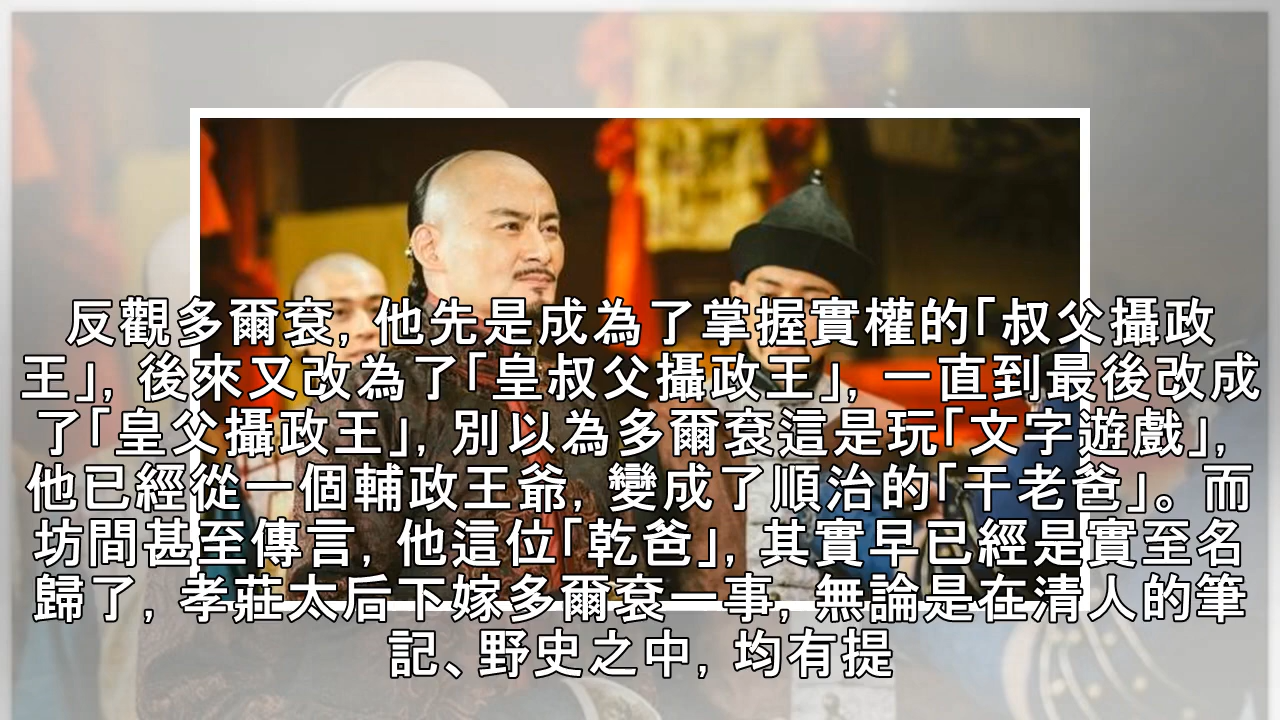 反觀多爾袞, 他先是成為了掌握實權的「叔父攝政
王」, 後來又改為了「皇叔父攝政王」, 一直到最後改成
了「皇父攝政王」, 別以為多爾袞這是玩「文字遊戲」,
他已經從一個輔政王爺, 變成了順治的「干老爸」。而
坊間甚至傳言, 他這位「乾爸」, 其實早已經是實至名
歸了, 孝莊太后下嫁多爾袞一事, 無論是在清人的筆
記、野史之中, 均有提